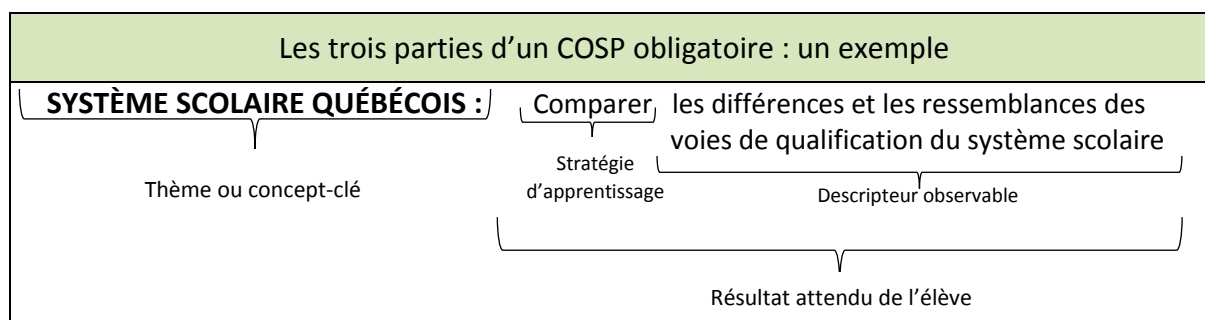 Les trois parties d'un COSP obligatoire : un exemple
SYSTÈME SCOLAIRE QUÉBÉCOIS : Comparer les différences et les ressemblances des
voies de qualification du système scolaire
Thème ou concept-clé
Stratégie
d'apprentissage
Descripteur observable
Résultat attendu de l'élève